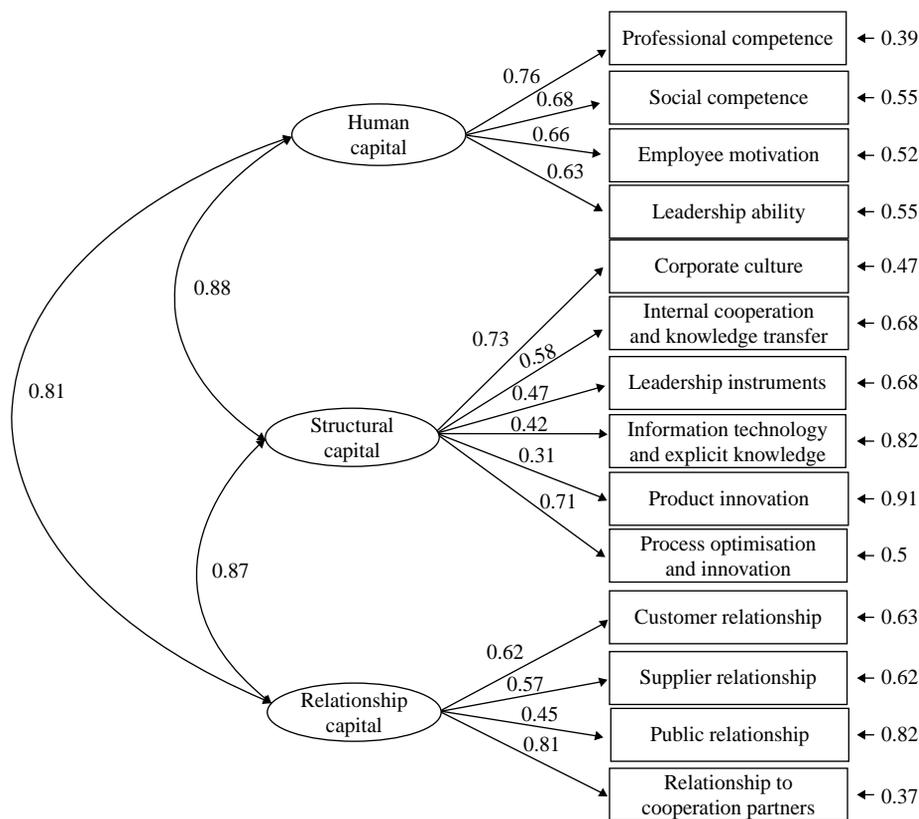 Professional competence
0.39
0.76
Social competence
0.55
0.68
Human
capital
Employee motivation
0.52
0.66
0.63
Leadership ability
0.55
Corporate culture
0.47
0.88
Internal cooperation
and knowledge transfer
0.68
0.73
0.58
Leadership instruments
0.68
0.47
0.81
Structural
capital
0.42
Information technology
and explicit knowledge
0.82
0.31
Product innovation
0.91
0.71
Process optimisation
and innovation
0.5
0.87
Customer relationship
0.63
0.62
Supplier relationship
0.62
0.57
Relationship
capital
0.45
Public relationship
0.82
0.81
Relationship to
cooperation partners
0.37